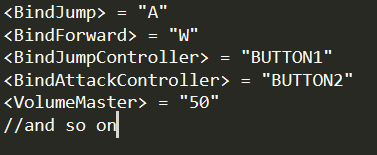 <BindJump> = "A"
<BindForward> = "W"
<BindJumpController> = "BUTTON1"
<BindAttackController> = "BUTTON2"
<VolumeMaster> = "50"
//and so on